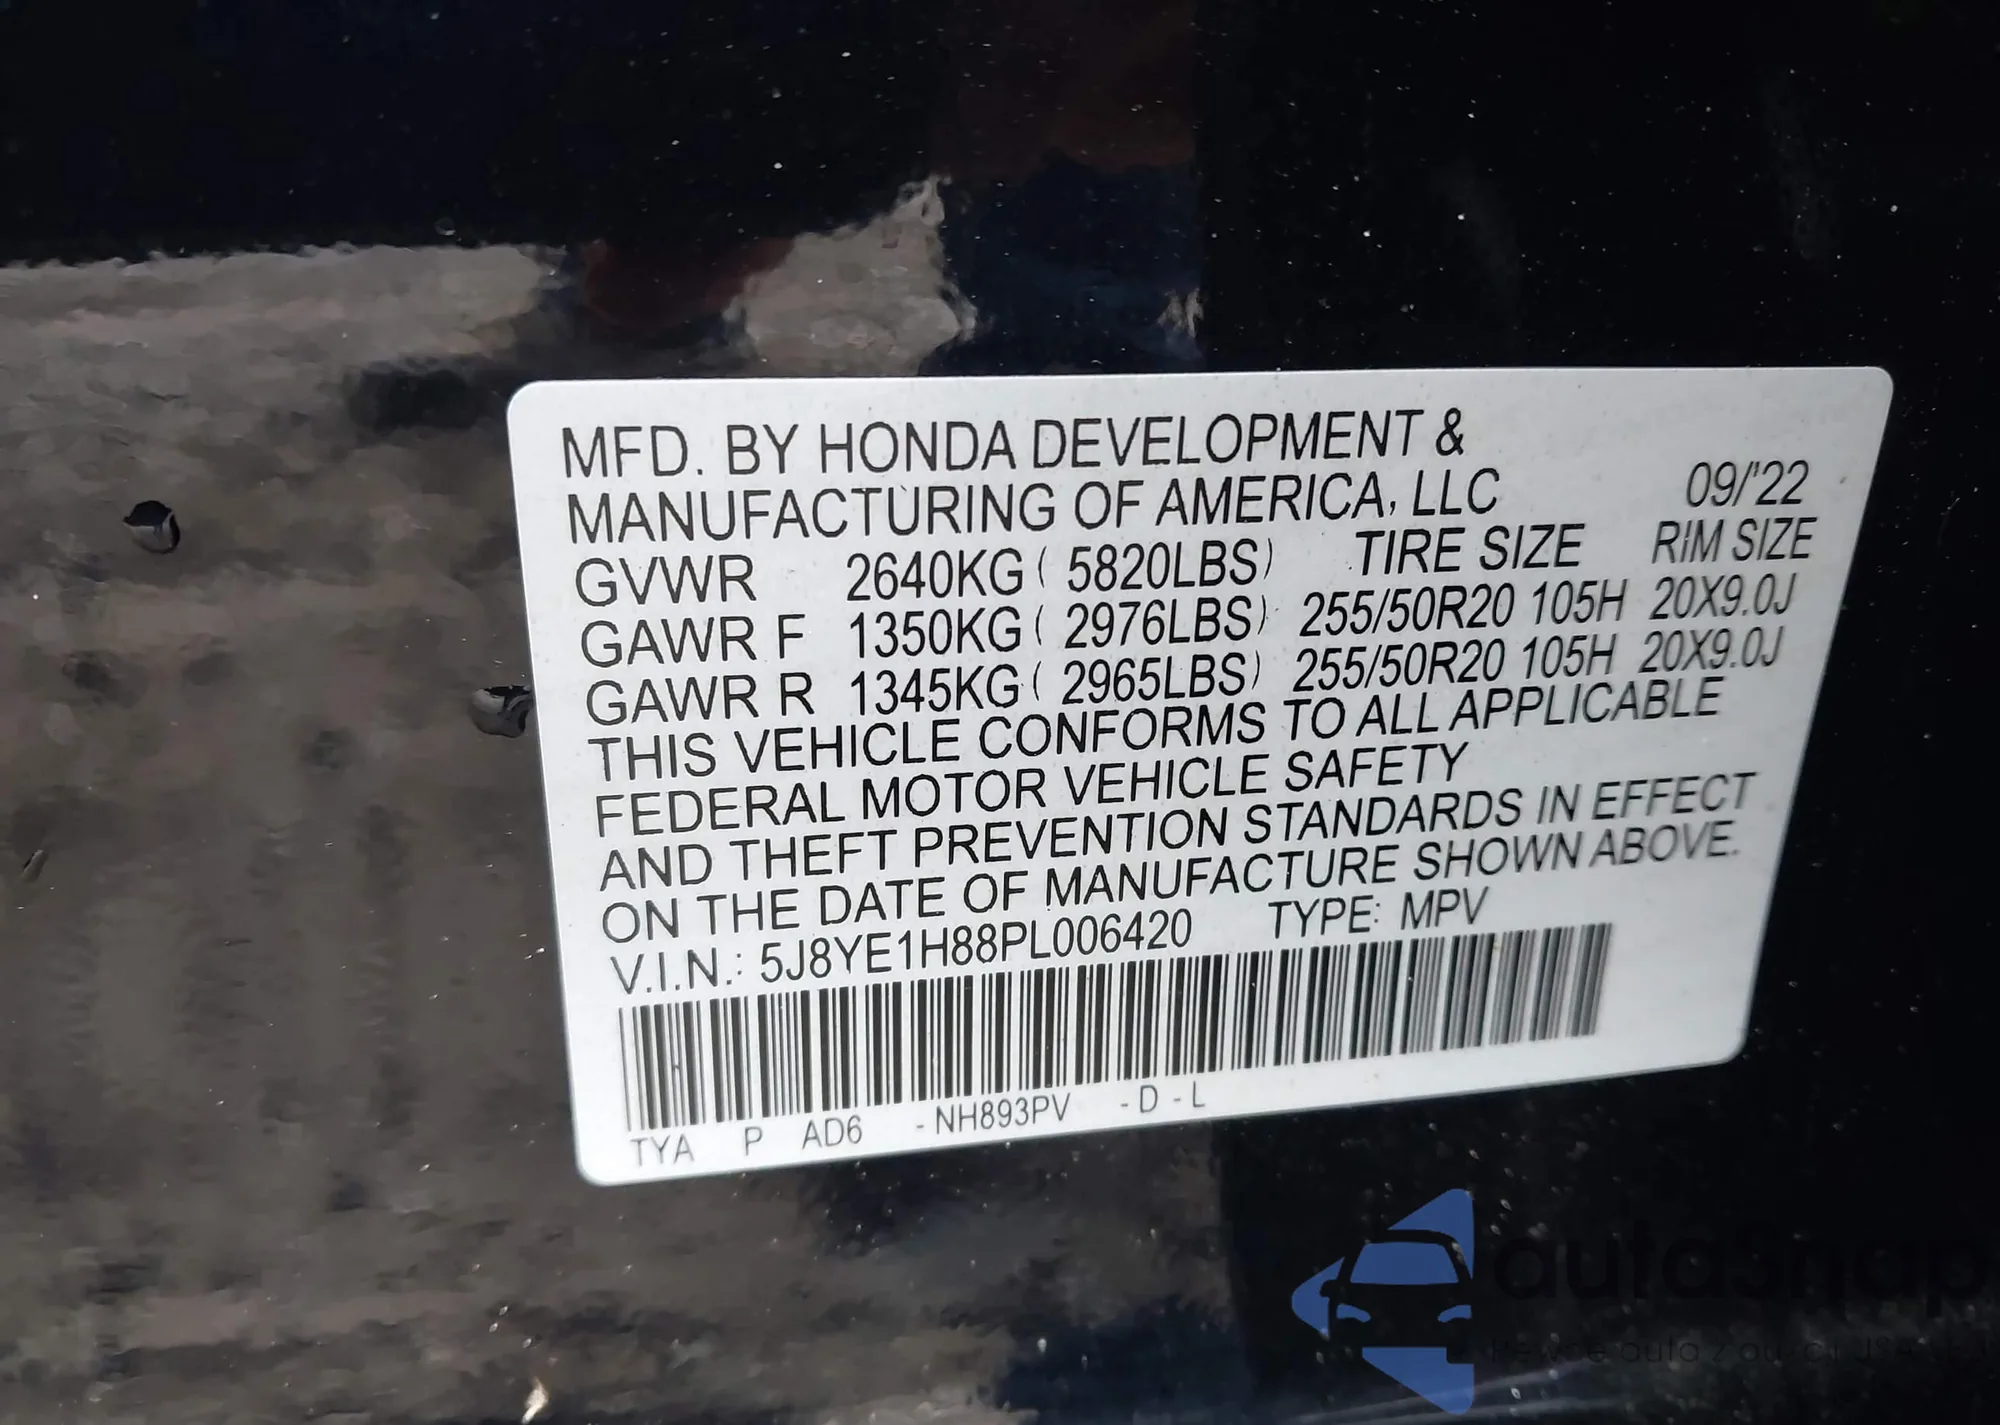 MFD. BY HONDA DEVELOPMENT &
MANUFACTURING OF AMERICA, LLC 09/'22
GVWR 2640KG ( 5820LBS) TIRE SIZE RIM SIZE
GAWR F 1350KG ( 2976LBS) 255/50R20 105H 20X9.0J
GAWR R 1345KG ( 2965LBS) 255/50R20 105H 20X9.0J
THIS VEHICLE CONFORMS TO ALL APPLICABLE
FEDERAL MOTOR VEHICLE SAFETY
AND THEFT PREVENTION STANDARDS IN EFFECT
ON THE DATE OF MANUFACTURE SHOWN ABOVE.
V.I.N.: 5J8YE1H88PL006420 TYPE: MPV
TYA P AD6 -NH893PV -D-L
autasnap